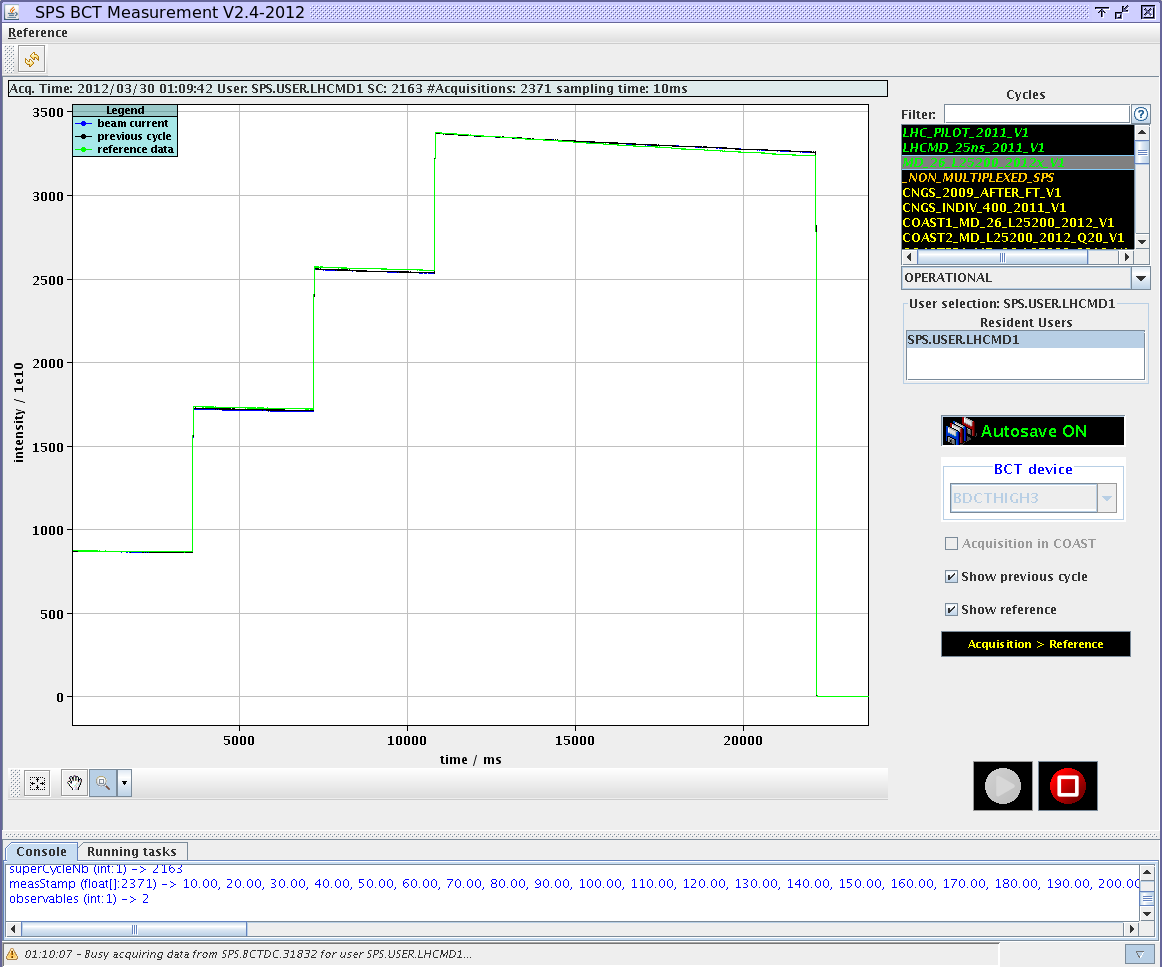 SPS BCT Measurement V2.4-2012
Reference
Acq. Time: 2012/03/30 01:09:42 User: SPS.USER.LHCMD1 SC: 2163 #Acquisitions: 2371 sampling time: 10ms
Legend
beam current
previous cycle
reference data
3500
3000
2500
2000
1500
1000
500
0
intensity / 1e10
5000 10000 15000 20000
time / ms
Cycles
Filter:
LHC_PILOT_2011_V1
LHCMD_25ns_2011_V1
MD_26_L25200_2012x_V1
_NON_MULTIPLEXED_SPS
CNGS_2009_AFTER_FT_V1
CNGS_INDIV_400_2011_V1
COAST1_MD_26_L25200_2012_V1
COAST2_MD_L25200_2012_Q20_V1
OPERATIONAL
User selection: SPS.USER.LHCMD1
Resident Users
SPS.USER.LHCMD1
Autosave ON
BCT device
BDCTHIGH3
Acquisition in COAST
Show previous cycle
Show reference
Acquisition > Reference
Console Running tasks
superCycleNb (int:1) -> 2163
measStamp (float[]:2371) -> 10.00, 20.00, 30.00, 40.00, 50.00, 60.00, 70.00, 80.00, 90.00, 100.00, 110.00, 120.00, 130.00, 140.00, 150.00, 160.00, 170.00, 180.00, 190.00, 200.00
observables (int:1) -> 2
01:10:07 - Busy acquiring data from SPS.BCTDC.31832 for user SPS.USER.LHCMD1...